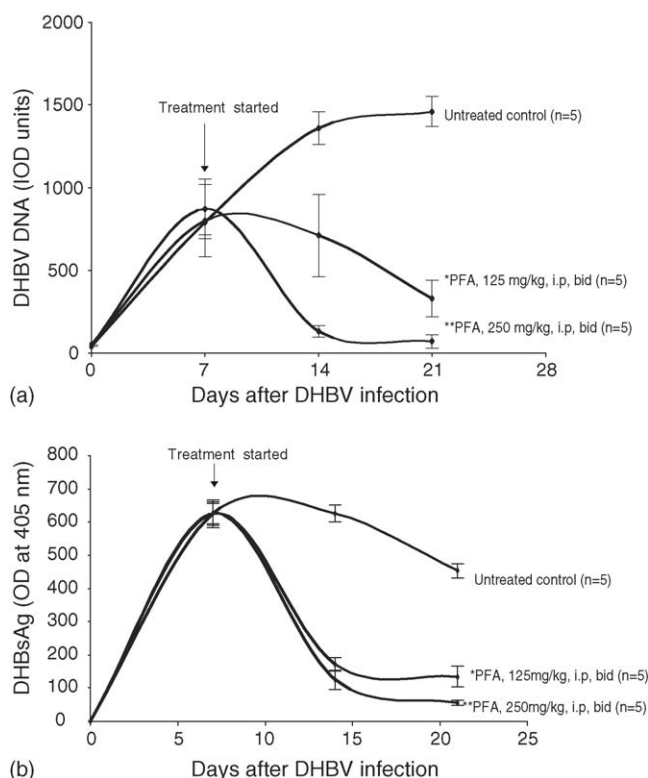 2000
1500
1000
500
0
DHBV DNA (IOD units)
Treatment started
Untreated control (n=5)
*PFA, 125 mg/kg, i.p, bid (n=5)
**PFA, 250 mg/kg, i.p, bid (n=5)
0 7 14 21 28
(a) Days after DHBV infection
800
700
600
500
400
300
200
100
0
DHBsAg (OD at 405 nm)
Treatment started
Untreated control (n=5)
*PFA, 125mg/kg, i.p, bid (n=5)
**PFA, 250mg/kg, i.p, bid (n=5)
0 5 10 15 20 25
(b) Days after DHBV infection